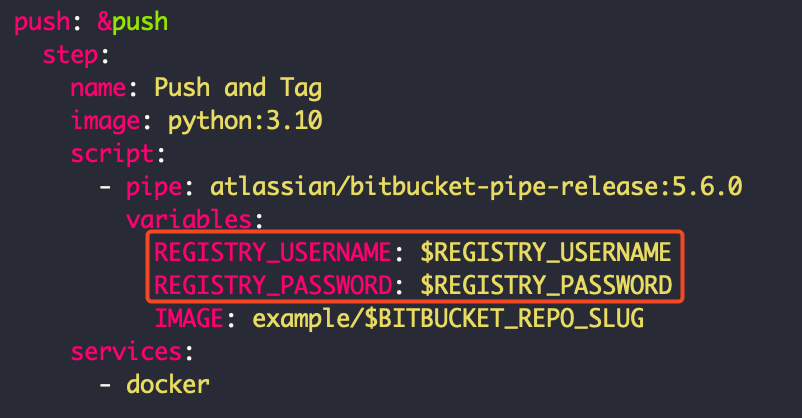 push: &push
step:
name: Push and Tag
image: python:3.10
script:
- pipe: atlassian/bitbucket-pipe-release:5.6.0
variables:
REGISTRY_USERNAME: $REGISTRY_USERNAME
REGISTRY_PASSWORD: $REGISTRY_PASSWORD
IMAGE: example/$BITBUCKET_REPO_SLUG
services:
- docker